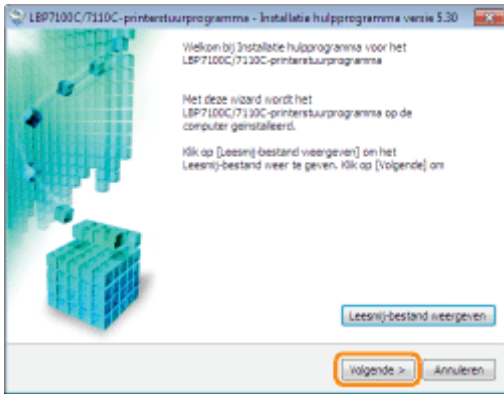 LBP7100C/7110C-printerstuurprogramma - Installatie hulpprogramma versie 5.30
Welkom bij Installatie hulpprogramma voor het
LBP7100C/7110C-printerstuurprogramma
Met deze wizard wordt het
LBP7100C/7110C-printerstuurprogramma op de
computer geïnstalleerd.
Klik op [Leesmij-bestand weergeven] om het
Leesmij-bestand weer te geven. Klik op [Volgende] om
Leesmij-bestand weergeven
Volgende >
Annuleren